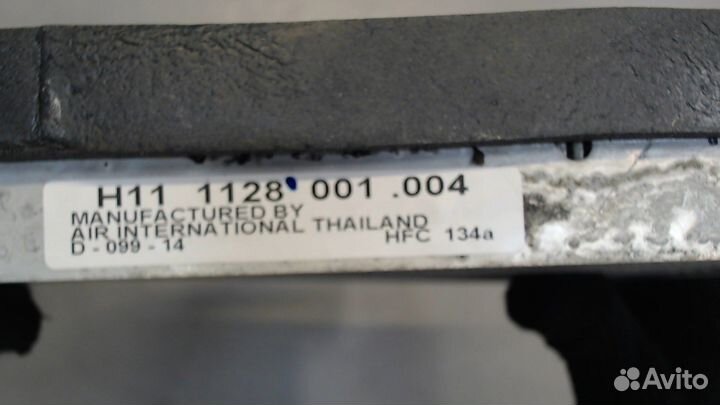 H11 1128 001 .004
MANUFACTURED BY
AIR INTERNATIONAL THAILAND
D - 099 - 14 HFC 134a
Avito